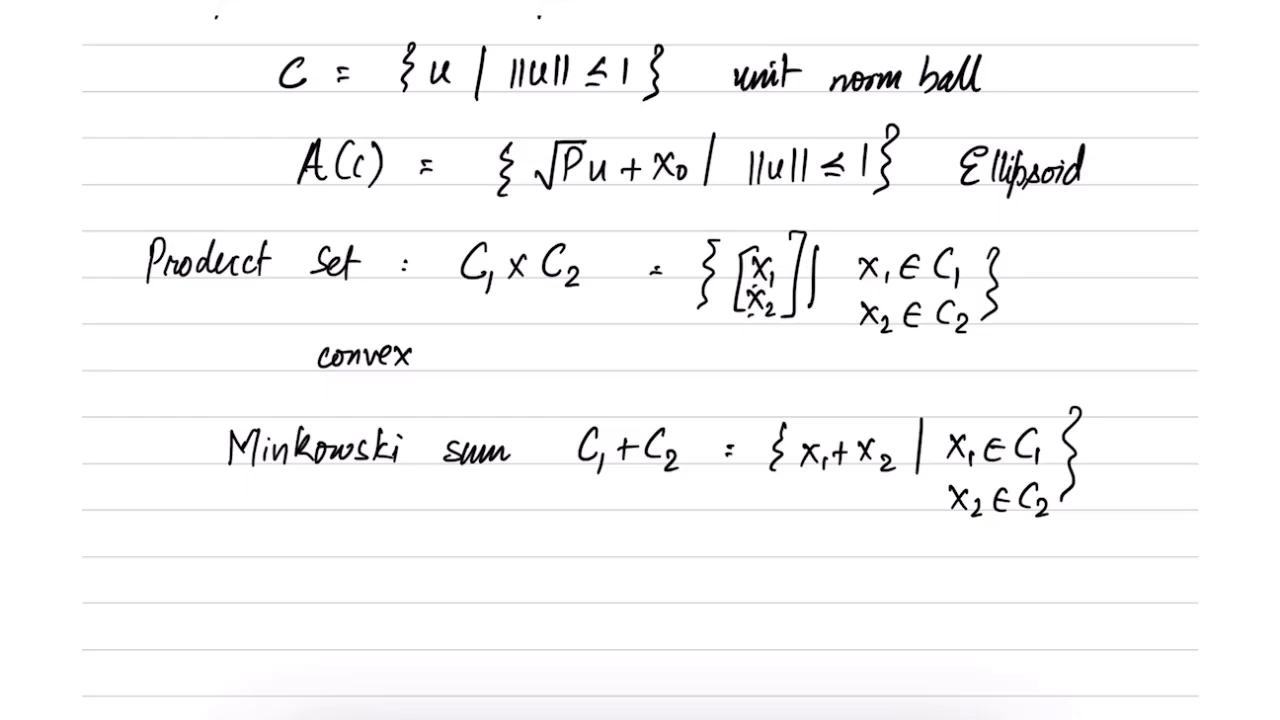 C = { u | ||u|| ≤ 1 } unit norm ball
A(C) = { √P u + x₀ | ||u|| ≤ 1 } Ellipsoid
Product set : C₁ x C₂ = { [x₁ x₂] | x₁ ∈ C₁
x₂ ∈ C₂ }
convex
Minkowski sum C₁ + C₂ = { x₁ + x₂ | x₁ ∈ C₁
x₂ ∈ C₂ }